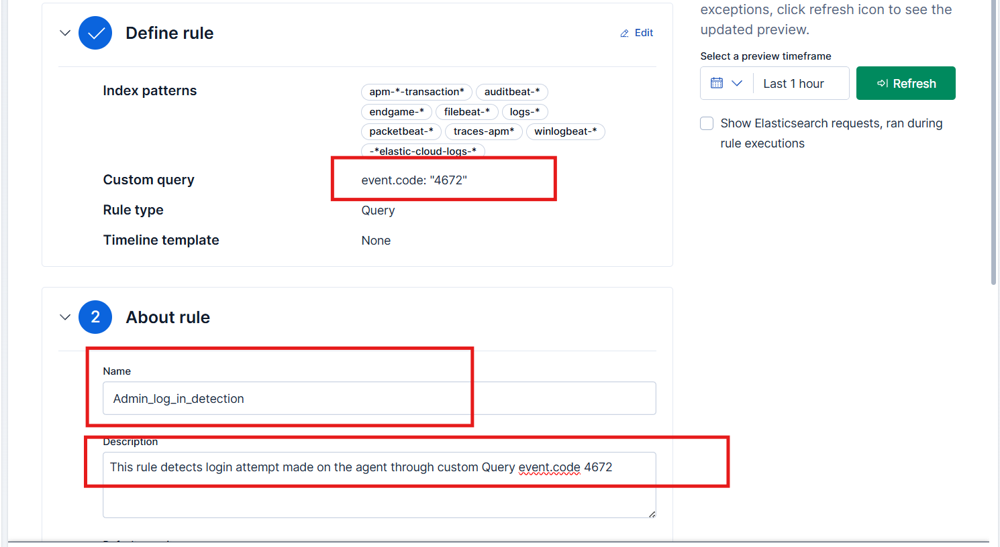 exceptions, click refresh icon to see the
updated preview.
Define rule
Edit
Select a preview timeframe
Last 1 hour
Refresh
Show Elasticsearch requests, ran during
rule executions
Index patterns
apm-*-transaction*
auditbeat-*
endgame-*
filebeat-*
logs-*
packetbeat-*
traces-apm*
winlogbeat-*
-*elastic-cloud-logs-*
Custom query
event.code: "4672"
Rule type
Query
Timeline template
None
2
About rule
Name
Admin_log_in_detection
Description
This rule detects login attempt made on the agent through custom Query event.code 4672